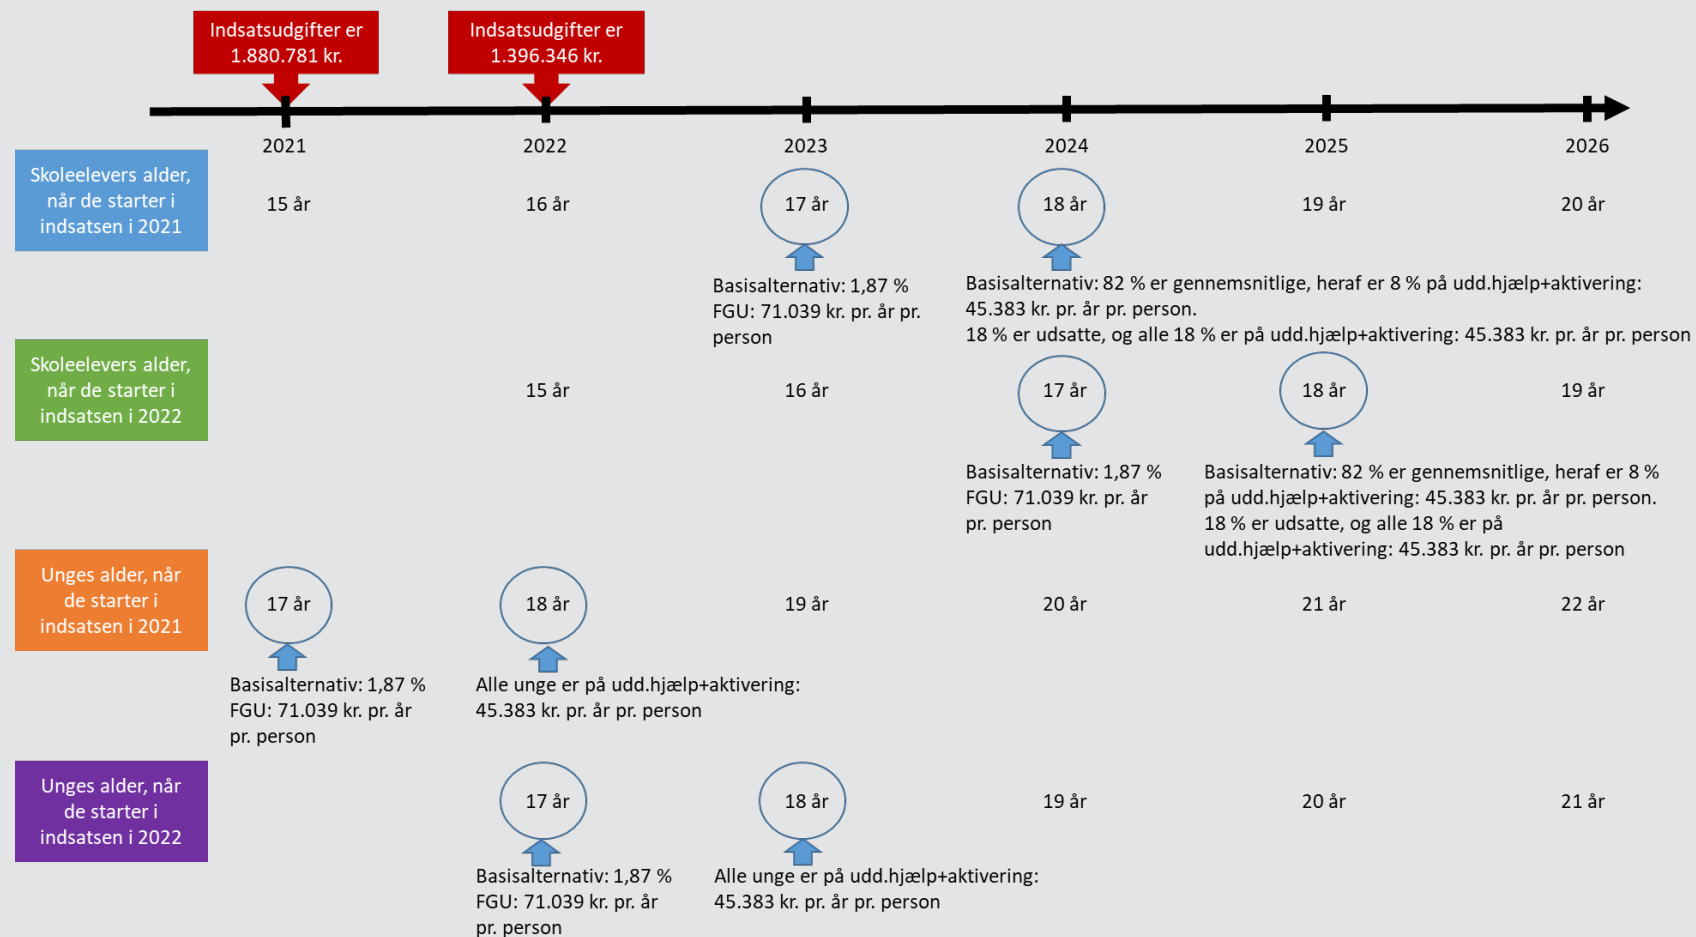 Indsatsudgifter er
1.880.781 kr.
Indsatsudgifter er
1.396.346 kr.
2021
2022
2023
2024
2025
2026
Skoleelevers alder,
når de starter i
indsatsen i 2021
15 år
16 år
17 år
18 år
19 år
20 år
Basisalternativ: 1,87 %
FGU: 71.039 kr. pr. år pr.
person
Basisalternativ: 82 % er gennemsnitlige, heraf er 8 % på udd.hjælp+aktivering:
45.383 kr. pr. år pr. person.
18 % er udsatte, og alle 18 % er på udd.hjælp+aktivering: 45.383 kr. pr. år pr. person
Skoleelevers alder,
når de starter i
indsatsen i 2022
15 år
16 år
17 år
18 år
19 år
Basisalternativ: 1,87 %
FGU: 71.039 kr. pr. år
pr. person
Basisalternativ: 82 % er gennemsnitlige, heraf er 8 %
på udd.hjælp+aktivering: 45.383 kr. pr. år pr. person.
18 % er udsatte, og alle 18 % er på
udd.hjælp+aktivering: 45.383 kr. pr. år pr. person
Unges alder, når
de starter i
indsatsen i 2021
17 år
18 år
19 år
20 år
21 år
22 år
Basisalternativ: 1,87 %
FGU: 71.039 kr. pr. år
pr. person
Alle unge er på udd.hjælp+aktivering:
45.383 kr. pr. år pr. person
Unges alder, når
de starter i
indsatsen i 2022
17 år
18 år
19 år
20 år
21 år
Basisalternativ: 1,87 %
FGU: 71.039 kr. pr. år
pr. person
Alle unge er på udd.hjælp+aktivering:
45.383 kr. pr. år pr. person